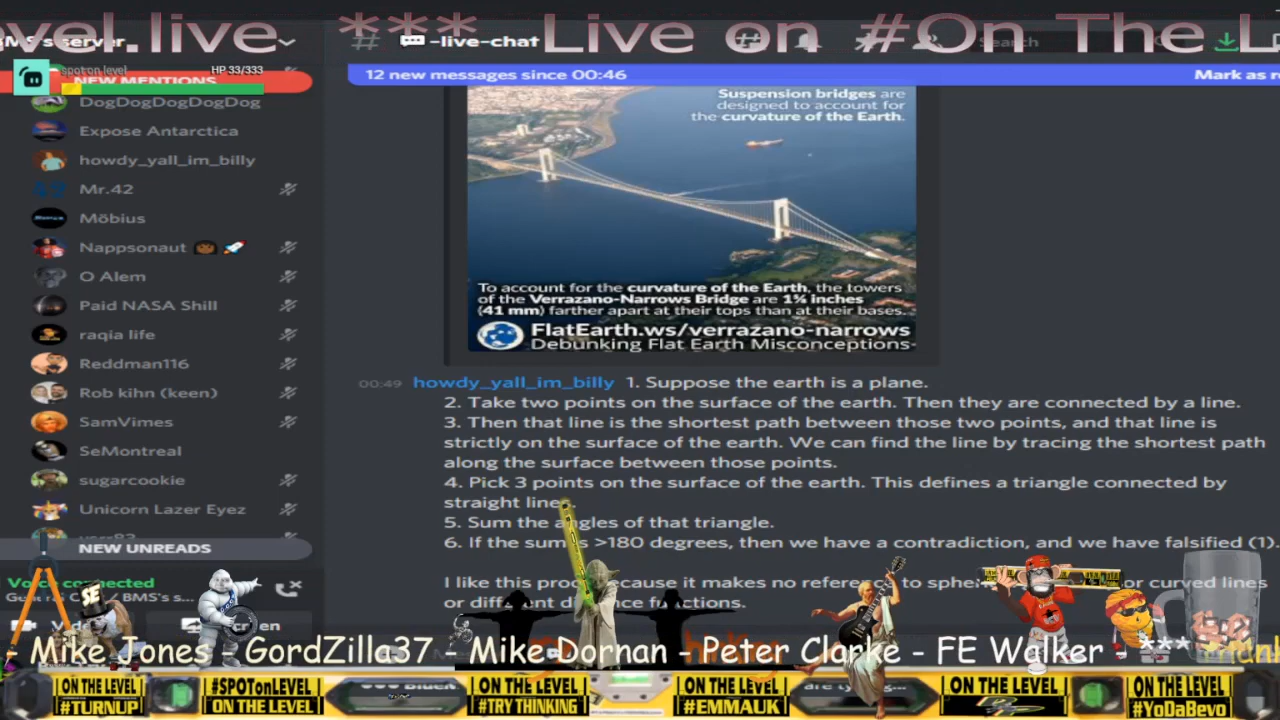 vel.live *** Live on #On The L
MS's server
-live-chat
Search
spoton level HP 33/333
NEW MENTIONS
12 new messages since 00:46 Mark as r
DogDogDogDogDog
Expose Antarctica
howdy_yall_im_billy
Mr.42
Möbius
Nappsonaut
O Alem
Paid NASA Shill
raqia life
Reddman116
Rob kihn (keen)
SamVimes
SeMontreal
sugarcookie
Unicorn Lazer Eyez
NEW UNREADS
Voice connected
/ BMS's s...
Suspension bridges are
designed to account for
the curvature of the Earth.
To account for the curvature of the Earth, the towers
of the Verrazano-Narrows Bridge are 1⅝ inches
(41 mm) farther apart at their tops than at their bases.
FlatEarth.ws/verrazano-narrows
Debunking Flat Earth Misconceptions
00:49 howdy_yall_im_billy 1. Suppose the earth is a plane.
2. Take two points on the surface of the earth. Then they are connected by a line.
3. Then that line is the shortest path between those two points, and that line is
strictly on the surface of the earth. We can find the line by tracing the shortest path
along the surface between those points.
4. Pick 3 points on the surface of the earth. This defines a triangle connected by
straight lines.
5. Sum the angles of that triangle.
6. If the sum is >180 degrees, then we have a contradiction, and we have falsified (1).
I like this proof because it makes no reference to sphe or curved lines
or different distance functions.
SE
- Mike Jones - GordZilla37 - Mike Dornan - Peter Clarke - FE Walker - ***
ON THE LEVEL
#TURNUP
#SPOTonLEVEL
ON THE LEVEL
ON THE LEVEL
#TRY THINKING
ON THE LEVEL
#EMMAUK
are typing...
ON THE LEVEL
ON THE LEVEL
#YoDaBevo